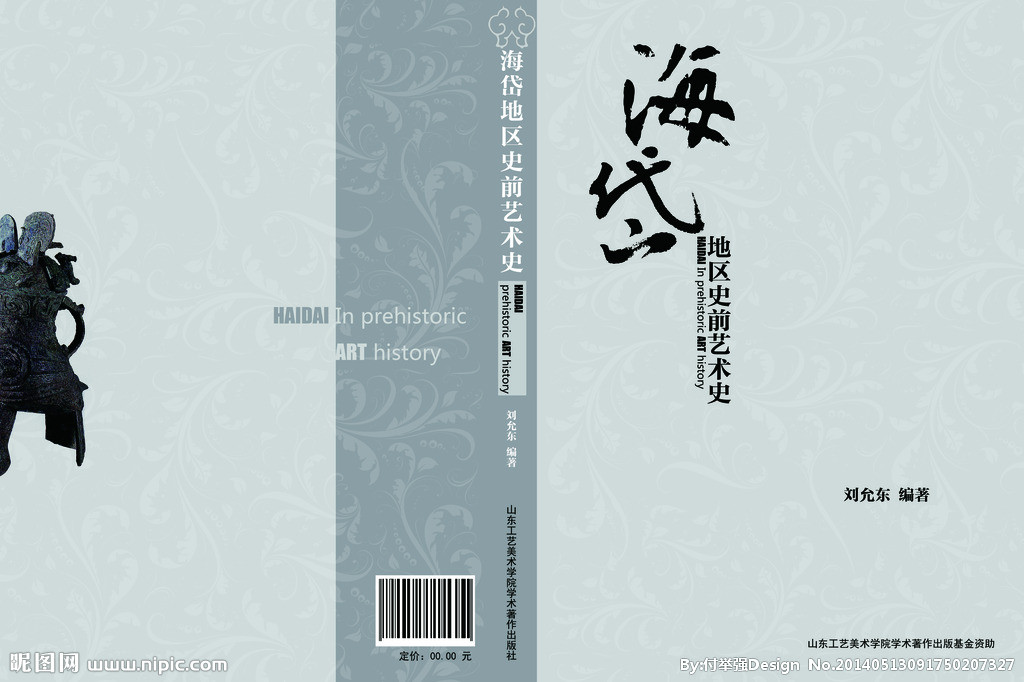 HAIDAI In prehistoric
ART history
定价：00.00 元
海岱地区史前艺术史
HAIDAI
prehistoric ART history
刘允东 编著
山东工艺美术学院学术著作出版社
海岱
地区史前艺术史
HAIDAI In prehistoric ART history
刘允东 编著
山东工艺美术学院学术著作出版基金资助
昵图网 www.nipic.com
By:付举强Design No.20140513091750207327